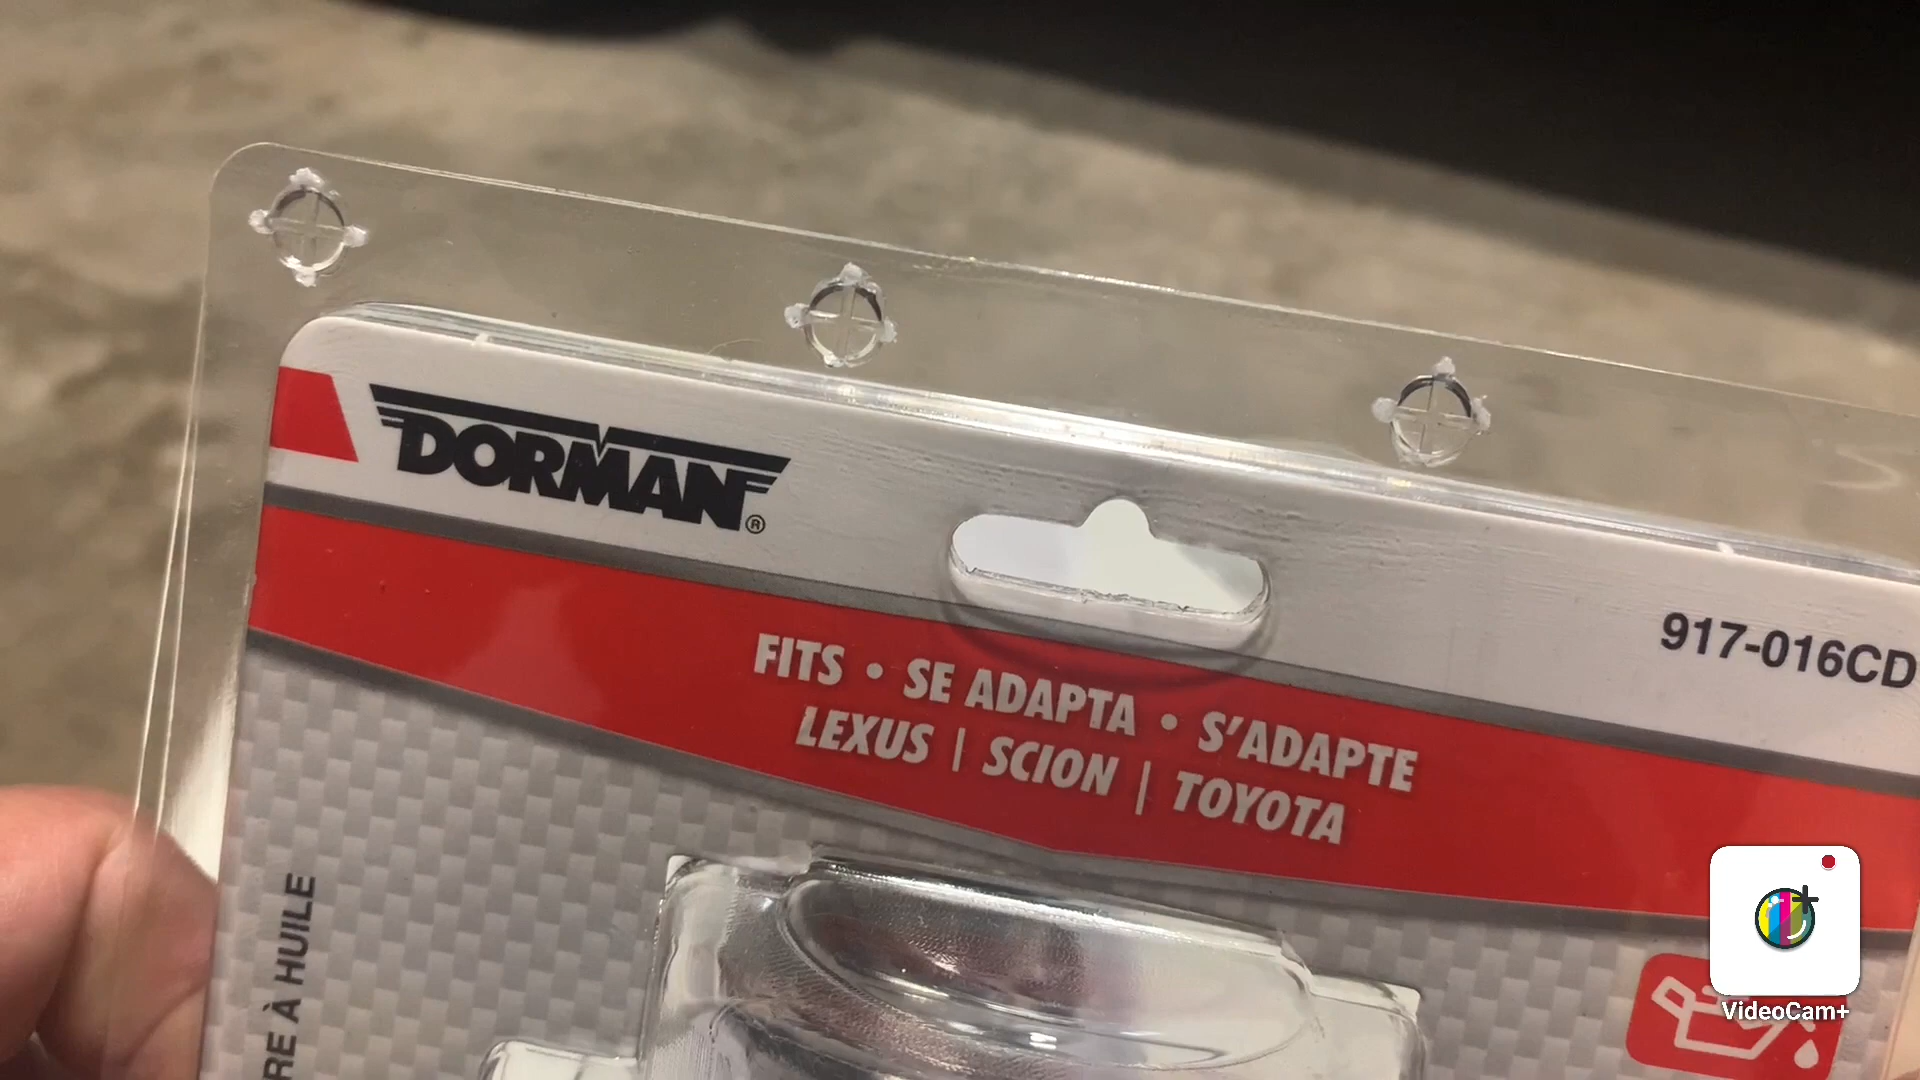 DORMAN®
917-016CD
FITS • SE ADAPTA • S'ADAPTE
LEXUS | SCION | TOYOTA
RE À HUILE
VideoCam+